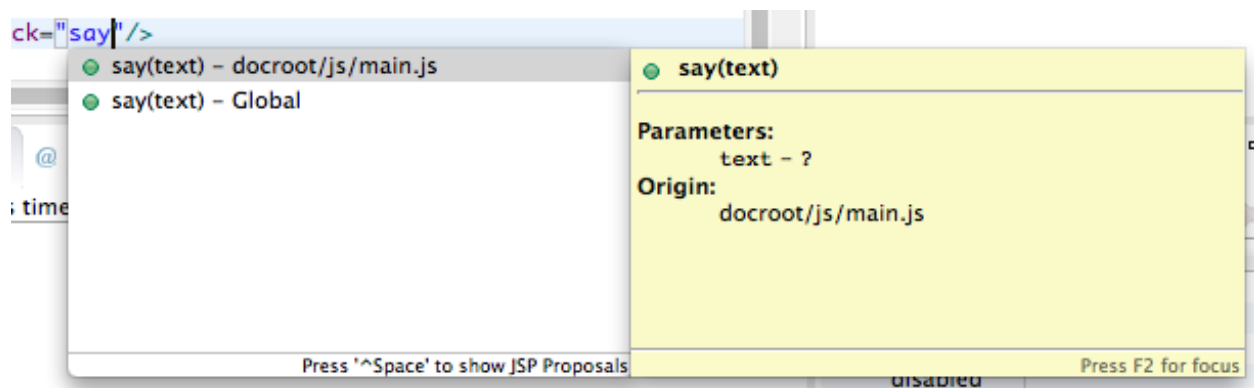 ck="say"/>
say(text) – docroot/js/main.js
say(text) – Global
@
s time
Press '^Space' to show JSP Proposals
say(text)
Parameters:
text – ?
Origin:
docroot/js/main.js
Press F2 for focus
disabled